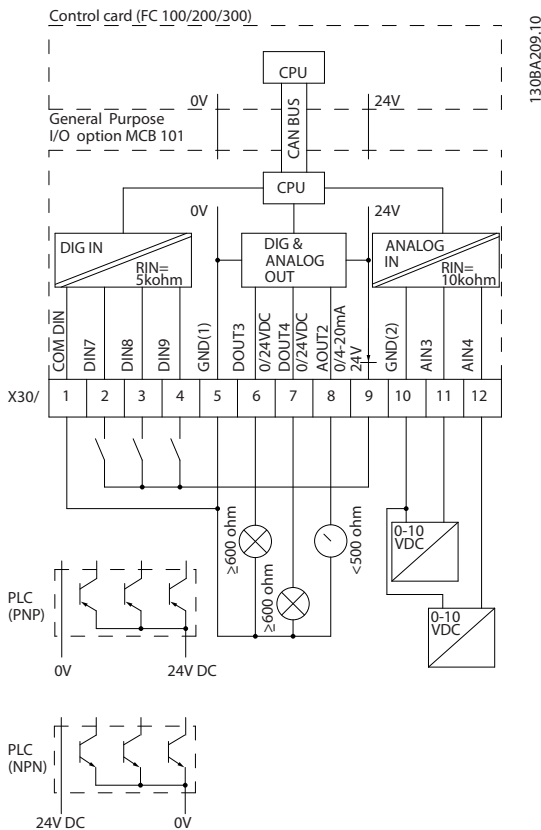 Control card (FC 100/200/300)
130BA209.10
CPU
0V
24V
CAN BUS
General Purpose
I/O option MCB 101
CPU
0V
24V
DIG IN
RIN=
5kohm
DIG &
ANALOG
OUT
ANALOG
IN
RIN=
10kohm
COM DIN
DIN7
DIN8
DIN9
GND(1)
DOUT3
0/24VDC
DOUT4
0/24VDC
AOUT2
0/4-20mA
24V
GND(2)
AIN3
AIN4
X30/ 1 2 3 4 5 6 7 8 9 10 11 12
≥600 ohm
≥600 ohm
<500 ohm
0-10
VDC
0-10
VDC
PLC
(PNP)
0V
24V DC
PLC
(NPN)
24V DC
0V